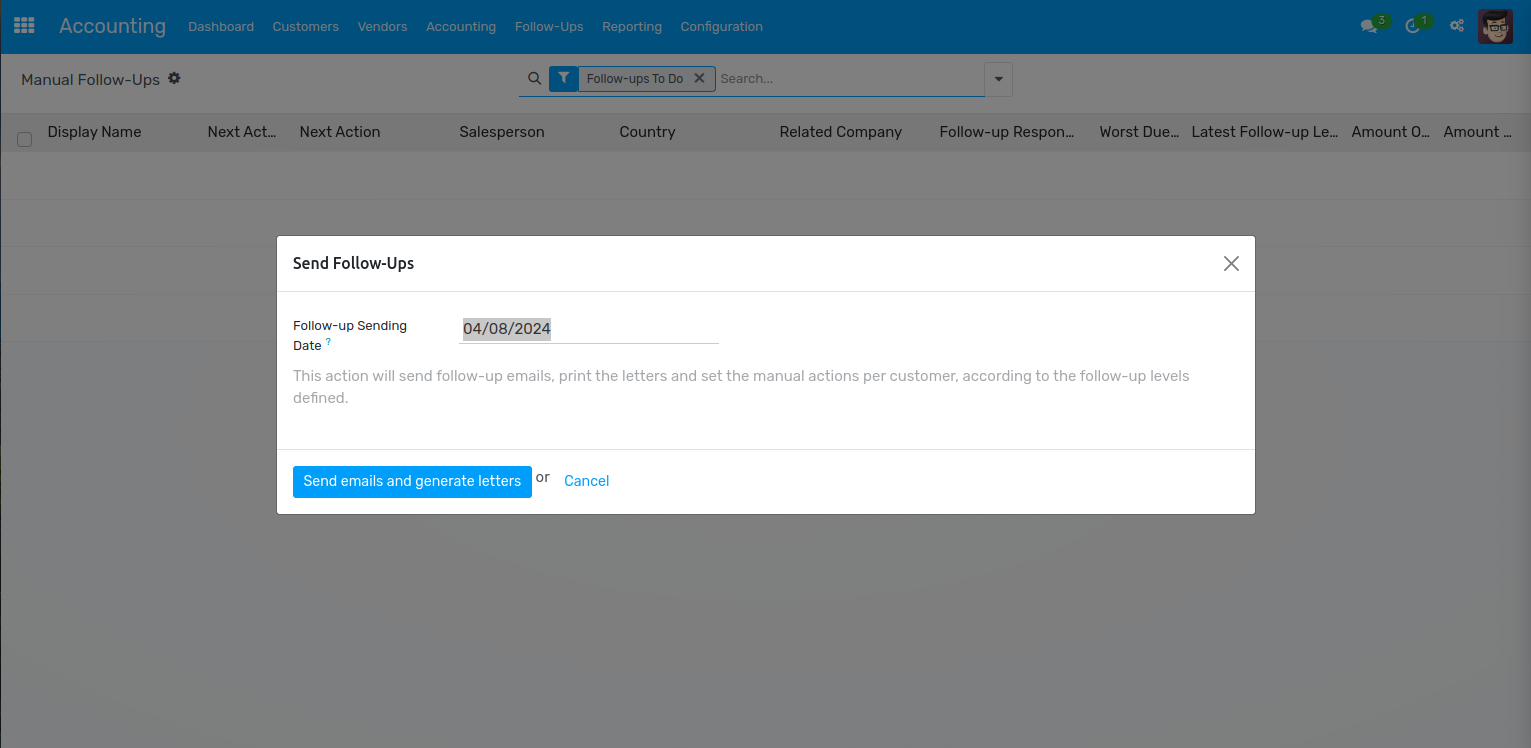 Accounting Dashboard Customers Vendors Accounting Follow-Ups Reporting Configuration 3 1
Manual Follow-Ups Follow-ups To Do Search...
Display Name Next Act... Next Action Salesperson Country Related Company Follow-up Respon... Worst Due... Latest Follow-up Le... Amount O... Amount ...
Send Follow-Ups
Follow-up Sending
Date ? 04/08/2024
This action will send follow-up emails, print the letters and set the manual actions per customer, according to the follow-up levels
defined.
Send emails and generate letters or Cancel